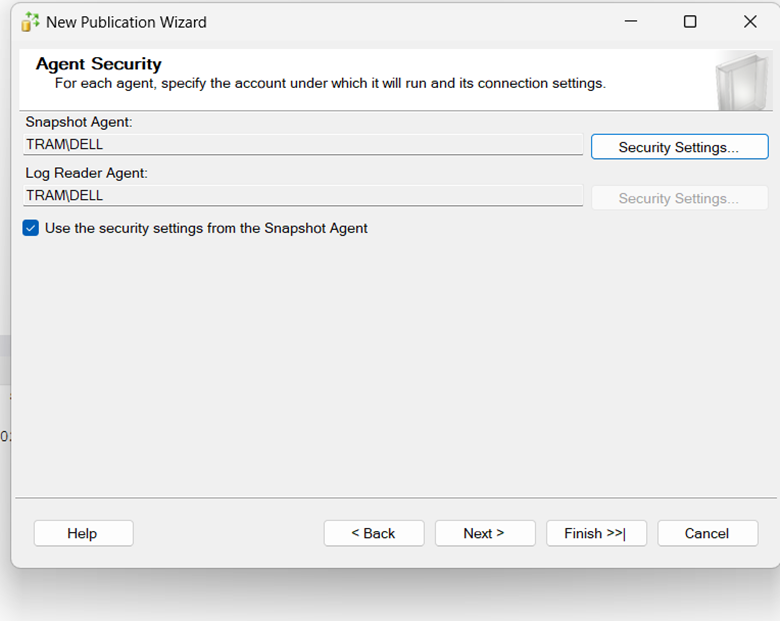 New Publication Wizard
Agent Security
For each agent, specify the account under which it will run and its connection settings.
Snapshot Agent:
TRAM\DELL
Security Settings...
Log Reader Agent:
TRAM\DELL
Security Settings...
Use the security settings from the Snapshot Agent
Help
< Back
Next >
Finish >>|
Cancel